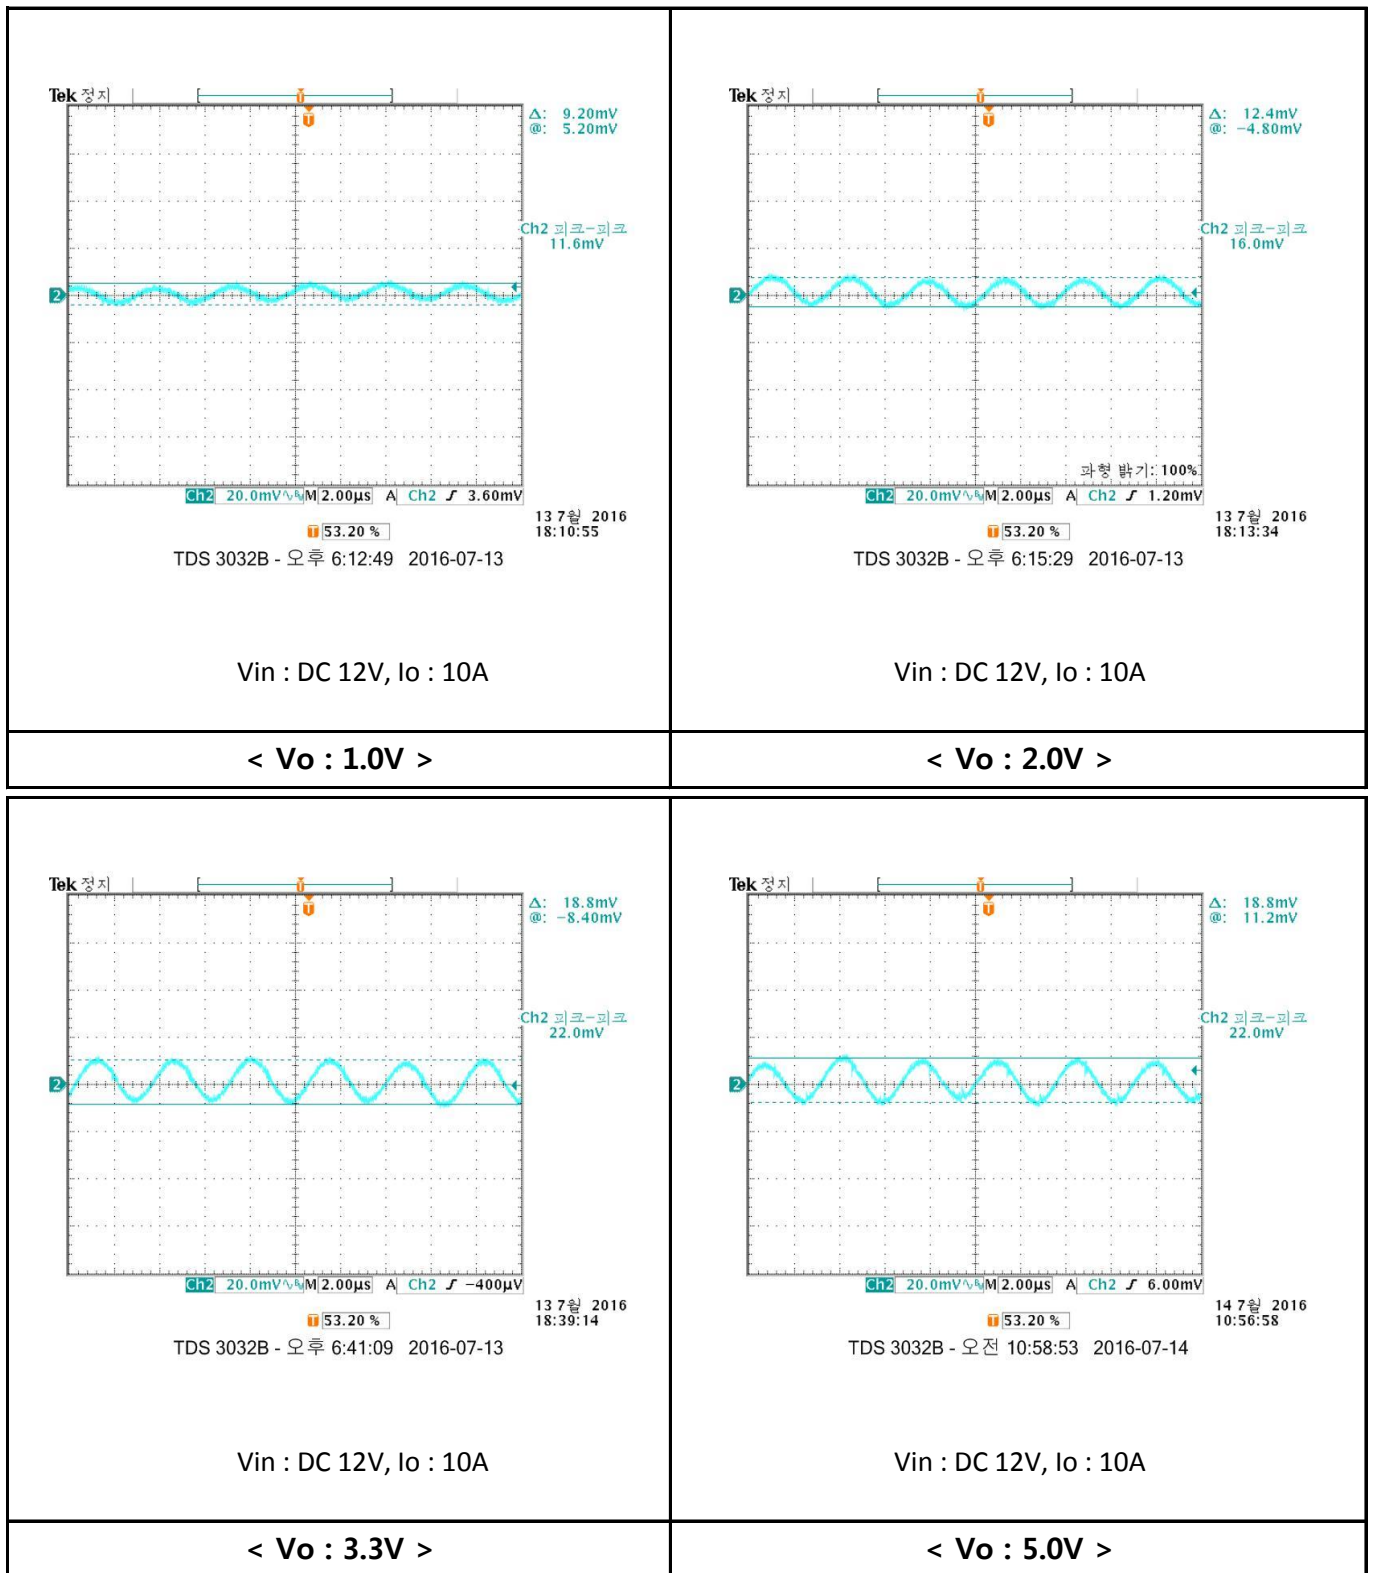 Tek 정지
Δ: 9.20mV
@: 5.20mV
Ch2 피크-피크
11.6mV
2
Ch2 20.0mV M 2.00µs A Ch2 3.60mV
53.20 %
13 7월 2016
18:10:55
TDS 3032B - 오후 6:12:49 2016-07-13
Vin : DC 12V, Io : 10A
< Vo : 1.0V >
Tek 정지
Δ: 12.4mV
@: -4.80mV
Ch2 피크-피크
16.0mV
2
파형 밝기: 100%
Ch2 20.0mV M 2.00µs A Ch2 1.20mV
53.20 %
13 7월 2016
18:13:34
TDS 3032B - 오후 6:15:29 2016-07-13
Vin : DC 12V, Io : 10A
< Vo : 2.0V >
Tek 정지
Δ: 18.8mV
@: -8.40mV
Ch2 피크-피크
22.0mV
2
Ch2 20.0mV M 2.00µs A Ch2 -400µV
53.20 %
13 7월 2016
18:39:14
TDS 3032B - 오후 6:41:09 2016-07-13
Vin : DC 12V, Io : 10A
< Vo : 3.3V >
Tek 정지
Δ: 18.8mV
@: 11.2mV
Ch2 피크-피크
22.0mV
2
Ch2 20.0mV M 2.00µs A Ch2 6.00mV
53.20 %
14 7월 2016
10:56:58
TDS 3032B - 오전 10:58:53 2016-07-14
Vin : DC 12V, Io : 10A
< Vo : 5.0V >